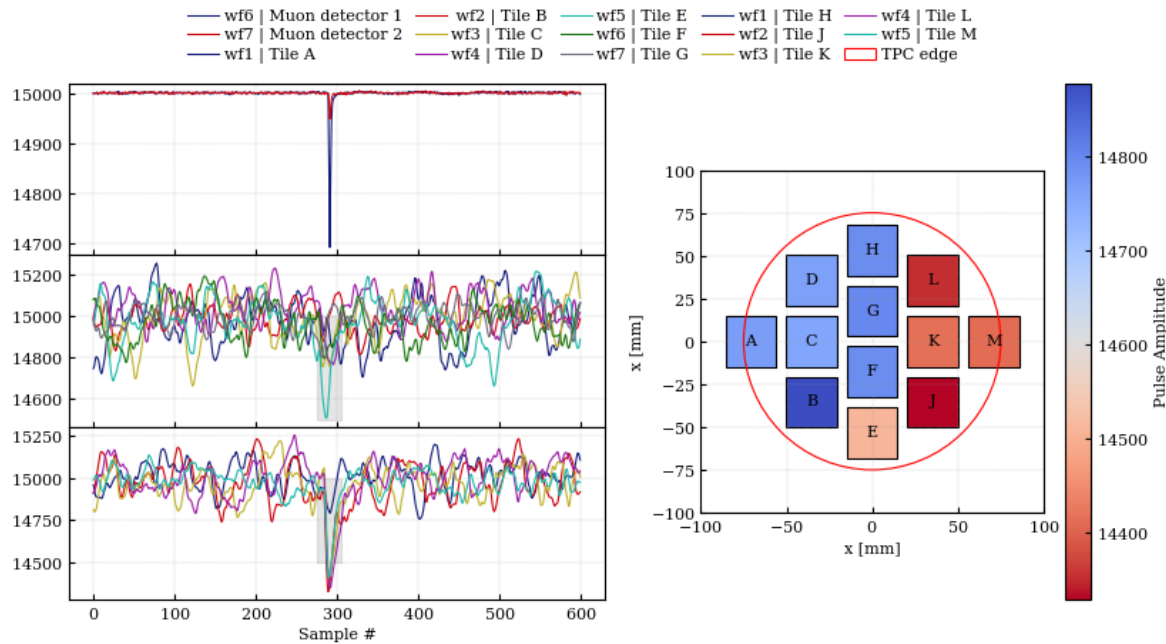 wf6 | Muon detector 1 wf2 | Tile B wf5 | Tile E wf1 | Tile H wf4 | Tile L
wf7 | Muon detector 2 wf3 | Tile C wf6 | Tile F wf2 | Tile J wf5 | Tile M
wf1 | Tile A wf4 | Tile D wf7 | Tile G wf3 | Tile K TPC edge
15000
14900
14800
14700
15200
15000
14800
14600
15250
15000
14750
14500
0 100 200 300 400 500 600
Sample #
100
75
50
25
0
−25
−50
−75
−100
x [mm]
H
D L
G
A C K M
F
B J
E
−100 −50 0 50 100
x [mm]
14800
14700
14600
14500
14400
Pulse Amplitude